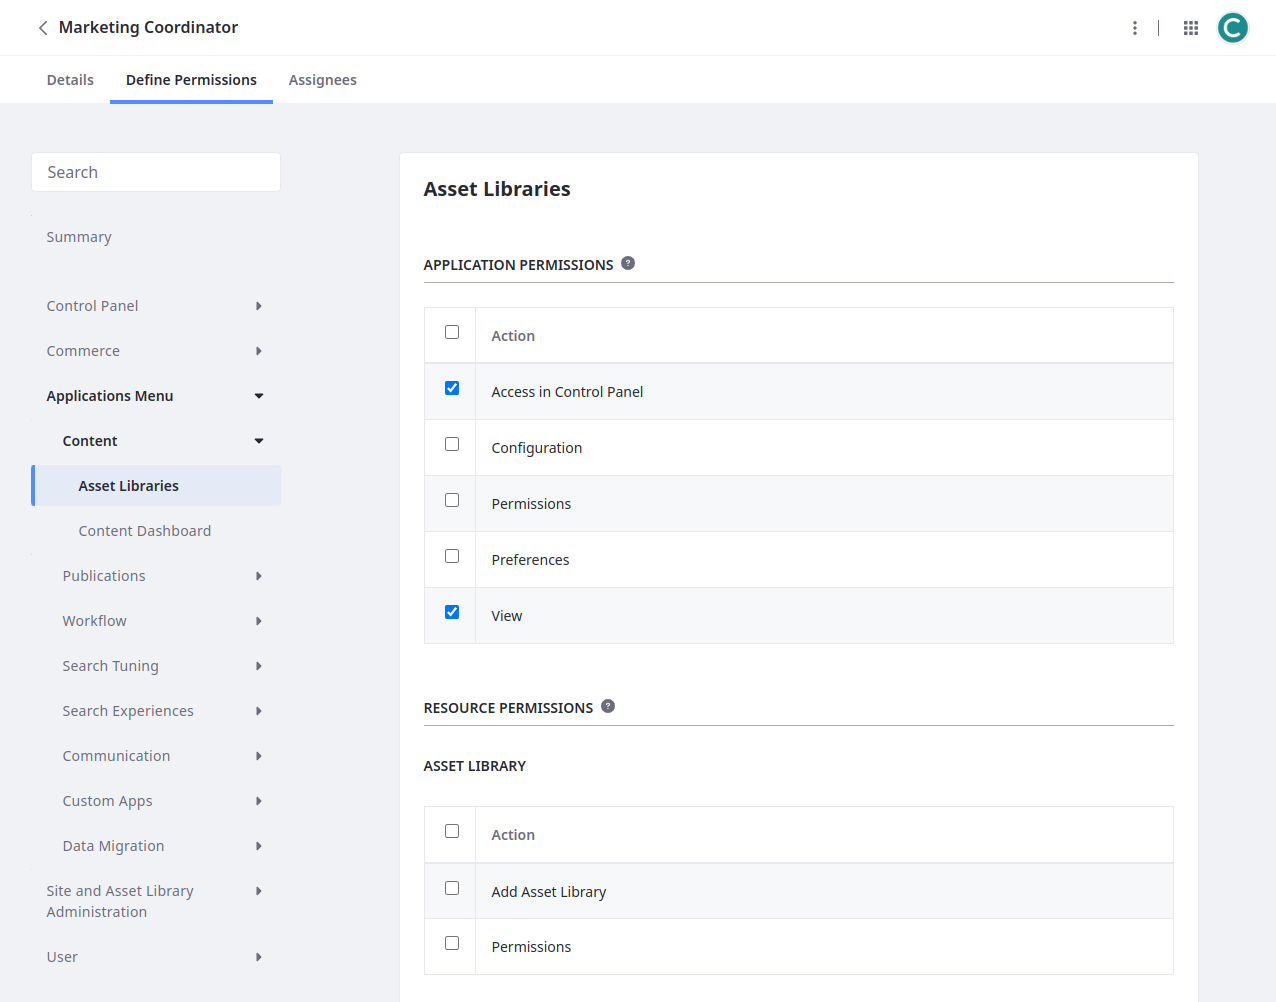 Marketing Coordinator
Details
Define Permissions
Assignees
Search
Summary
Control Panel
Commerce
Applications Menu
Content
Asset Libraries
Content Dashboard
Publications
Workflow
Search Tuning
Search Experiences
Communication
Custom Apps
Data Migration
Site and Asset Library
Administration
User
Asset Libraries
APPLICATION PERMISSIONS ?
Action
Access in Control Panel
Configuration
Permissions
Preferences
View
RESOURCE PERMISSIONS ?
ASSET LIBRARY
Action
Add Asset Library
Permissions